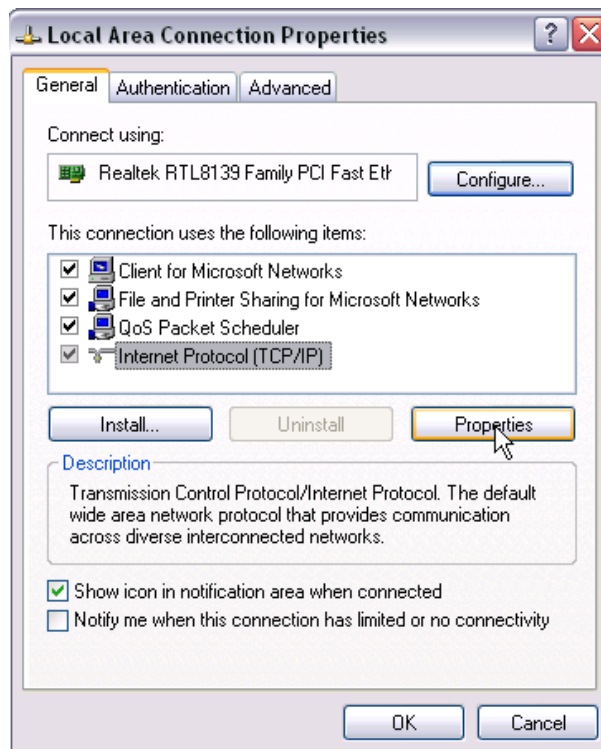 Local Area Connection Properties
General
Authentication
Advanced
Connect using:
Realtek RTL8139 Family PCI Fast Eth
Configure...
This connection uses the following items:
Client for Microsoft Networks
File and Printer Sharing for Microsoft Networks
QoS Packet Scheduler
Internet Protocol (TCP/IP)
Install...
Uninstall
Properties
Description
Transmission Control Protocol/Internet Protocol. The default
wide area network protocol that provides communication
across diverse interconnected networks.
Show icon in notification area when connected
Notify me when this connection has limited or no connectivity
OK
Cancel